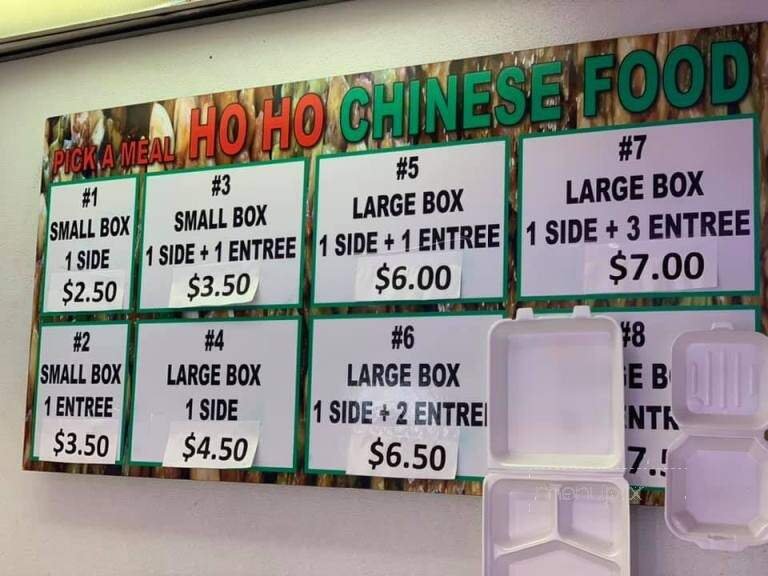 PICK A MEAL HO HO CHINESE FOOD
#1
SMALL BOX
1 SIDE
$2.50
#3
SMALL BOX
1 SIDE + 1 ENTREE
$3.50
#5
LARGE BOX
1 SIDE + 1 ENTREE
$6.00
#7
LARGE BOX
1 SIDE + 3 ENTREE
$7.00
#2
SMALL BOX
1 ENTREE
$3.50
#4
LARGE BOX
1 SIDE
$4.50
#6
LARGE BOX
1 SIDE + 2 ENTRE
$6.50
#8